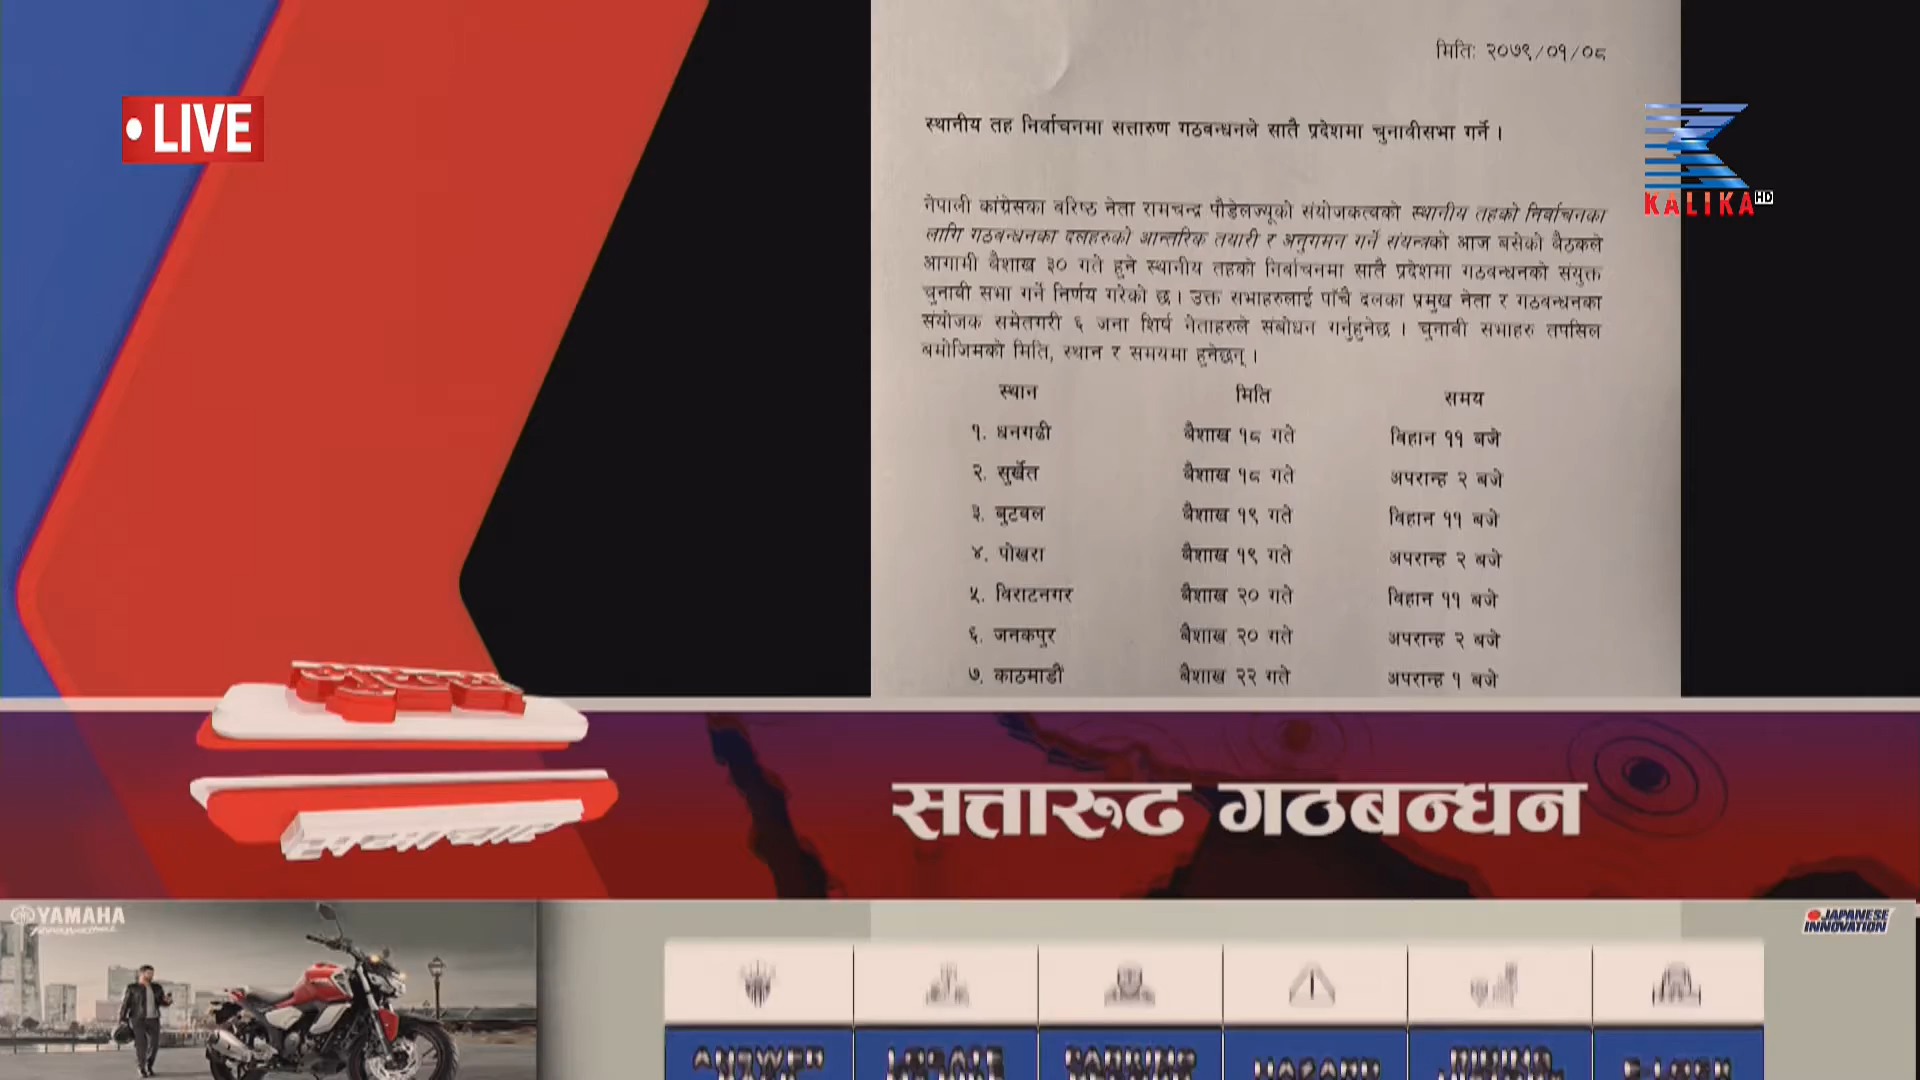 मितिः २०७९/०१/०८
LIVE
स्थानीय तह निर्वाचनमा सत्तारुण गठबन्धनले सातै प्रदेशमा चुनावीसभा गर्ने ।
KALIKA HD
नेपाली कांग्रेसका बरिष्ठ नेता रामचन्द्र पौडेलज्यूको संयोजकत्वको स्थानीय तहको निर्वाचनका
लागि गठबन्धनका दलहरुको आन्तरिक तयारी र अनुगमन गर्ने संयन्त्रको आज बसेको बैठकले
आगामी बैशाख ३० गते हुने स्थानीय तहको निर्वाचनमा सातै प्रदेशमा गठबन्धनको संयुक्त
चुनावी सभा गर्ने निर्णय गरेको छ । उक्त सभाहरुलाई पाँचै दलका प्रमुख नेता र गठबन्धनका
संयोजक समेतगरी ६ जना शिर्ष नेताहरुले संबोधन गर्नुहुनेछ । चुनाबी सभाहरु तपसिल
बमोजिमको मिति, स्थान र समयमा हुनेछन् ।
स्थान मिति समय
१. धनगढी बैशाख १८ गते बिहान ११ बजे
२. सुर्खेत बैशाख १८ गते अपरान्ह २ बजे
३. बुटबल बैशाख १९ गते बिहान ११ बजे
४. पोखरा बैशाख १९ गते अपरान्ह २ बजे
५. बिराटनगर बैशाख २० गते बिहान ११ बजे
६. जनकपुर बैशाख २० गते अपरान्ह २ बजे
७. काठमाडौं बैशाख २२ गते अपरान्ह १ बजे
सत्तारुढ गठबन्धन
समाचार
YAMAHA
JAPANESE
INNOVATION